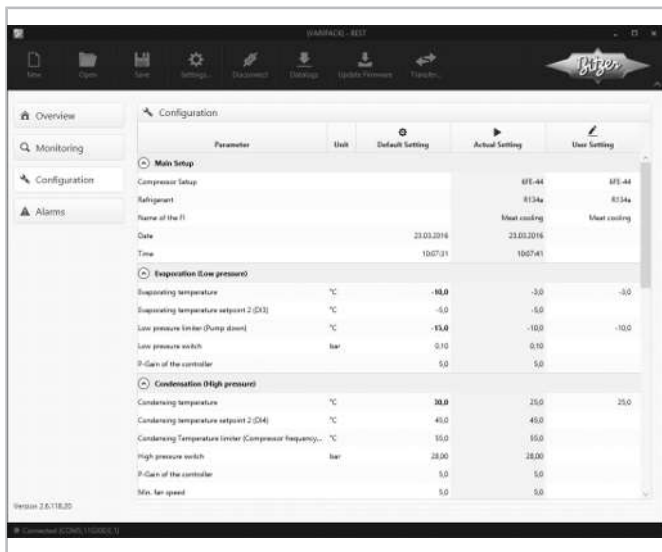 (VARIPACK) - BEST
New Open Save Settings... Disconnect Datalogs Update Firmware Transfer...
Bitzer
Overview
Monitoring
Configuration
Alarms
Configuration
Parameter Unit Default Setting Actual Setting User Setting
Main Setup
Compressor Setup 6FE-44 6FE-44
Refrigerant R134a R134a
Name of the FI Meat cooling Meat cooling
Date 23.03.2016 23.03.2016
Time 10:07:31 10:07:41
Evaporation (Low pressure)
Evaporating temperature °C -10,0 -3,0 -3,0
Evaporating temperature setpoint 2 (DI3) °C -5,0 -5,0
Low pressure limiter (Pump down) °C -15,0 -10,0 -10,0
Low pressure switch bar 0,10 0,10
P-Gain of the controller 5,0 5,0
Condensation (High pressure)
Condensing temperature °C 30,0 25,0 25,0
Condensing temperature setpoint 2 (DI4) °C 45,0 45,0
Condensing Temperature limiter (Compressor frequency... °C 55,0 55,0
High pressure switch bar 28,00 28,00
P-Gain of the controller 5,0 5,0
Min. fan speed 5,0 5,0
Version 2.6.118.20
Connected